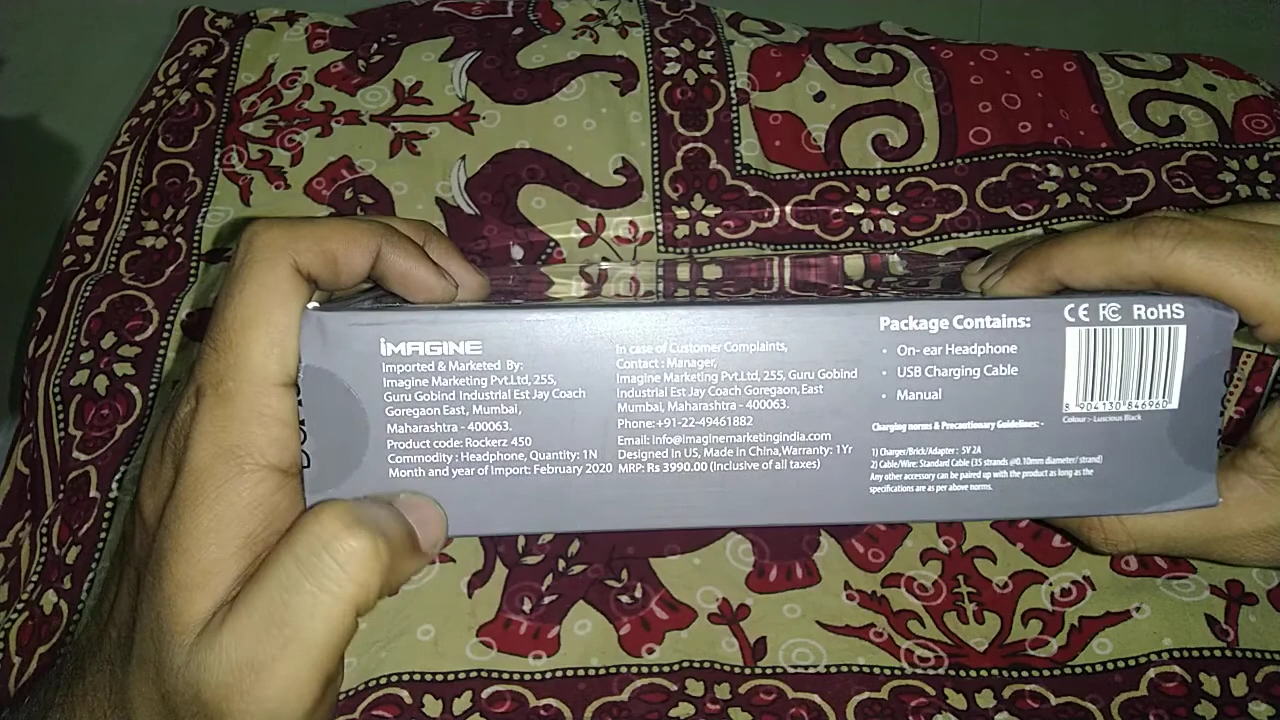 iMAGINE
Imported & Marketed By:
Imagine Marketing Pvt.Ltd, 255,
Guru Gobind Industrial Est Jay Coach
Goregaon East, Mumbai,
Maharashtra - 400063.
Product code: Rockerz 450
Commodity : Headphone, Quantity: 1N
Month and year of Import: February 2020
In case of Customer Complaints,
Contact : Manager,
Imagine Marketing Pvt.Ltd, 255, Guru Gobind
Industrial Est Jay Coach Goregaon, East
Mumbai, Maharashtra - 400063.
Phone:+91-22-49461882
Email: info@imaginemarketingindia.com
Designed in US, Made in China,Warranty: 1Yr
MRP: Rs 3990.00 (Inclusive of all taxes)
Package Contains:
• On- ear Headphone
• USB Charging Cable
• Manual
Charging norms & Precautionary Guidelines: -
1) Charger/Brick/Adapter : 5V 2A
2) Cable/Wire: Standard Cable (35 strands @0.10mm diameter/ strand)
Any other accessory can be paired up with the product as long as the
specifications are as per above norms.
CE FC RoHS
8 904130 846960
Colour:- Luscious Black